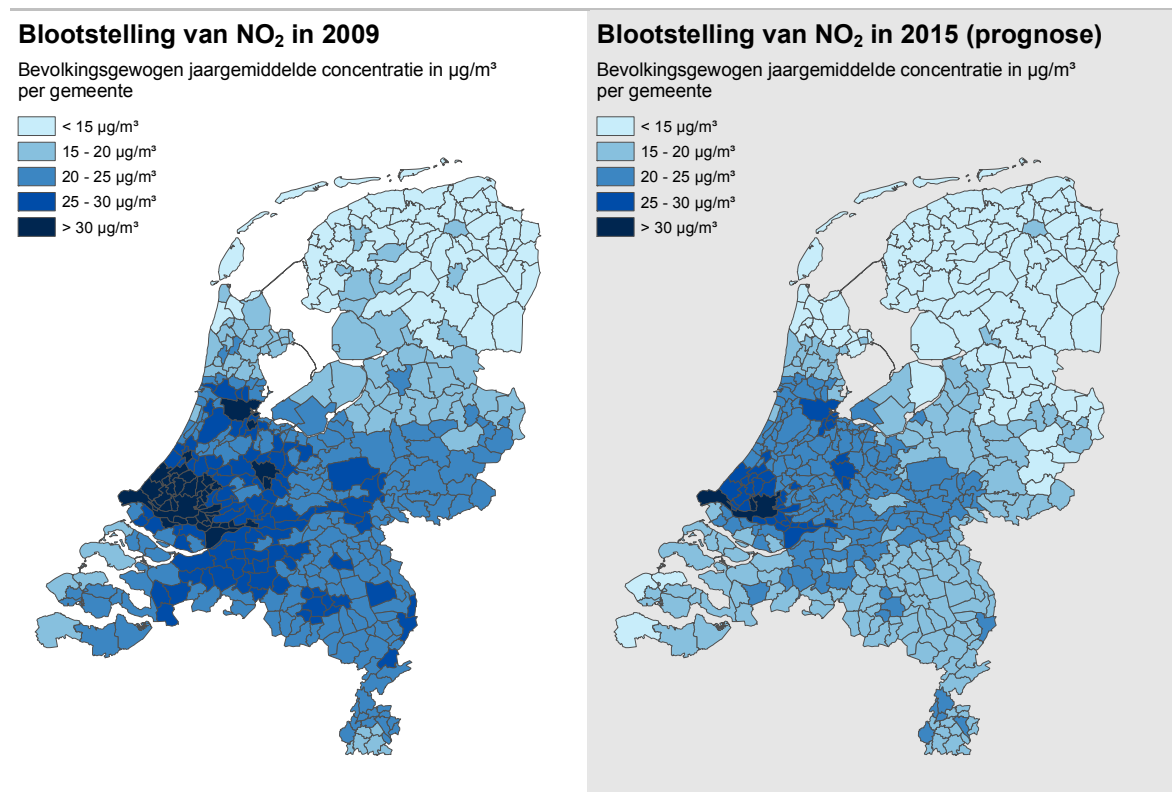 Blootstelling van NO₂ in 2009
Bevolkingsgewogen jaargemiddelde concentratie in µg/m³
per gemeente
< 15 µg/m³
15 - 20 µg/m³
20 - 25 µg/m³
25 - 30 µg/m³
> 30 µg/m³
Blootstelling van NO₂ in 2015 (prognose)
Bevolkingsgewogen jaargemiddelde concentratie in µg/m³
per gemeente
< 15 µg/m³
15 - 20 µg/m³
20 - 25 µg/m³
25 - 30 µg/m³
> 30 µg/m³